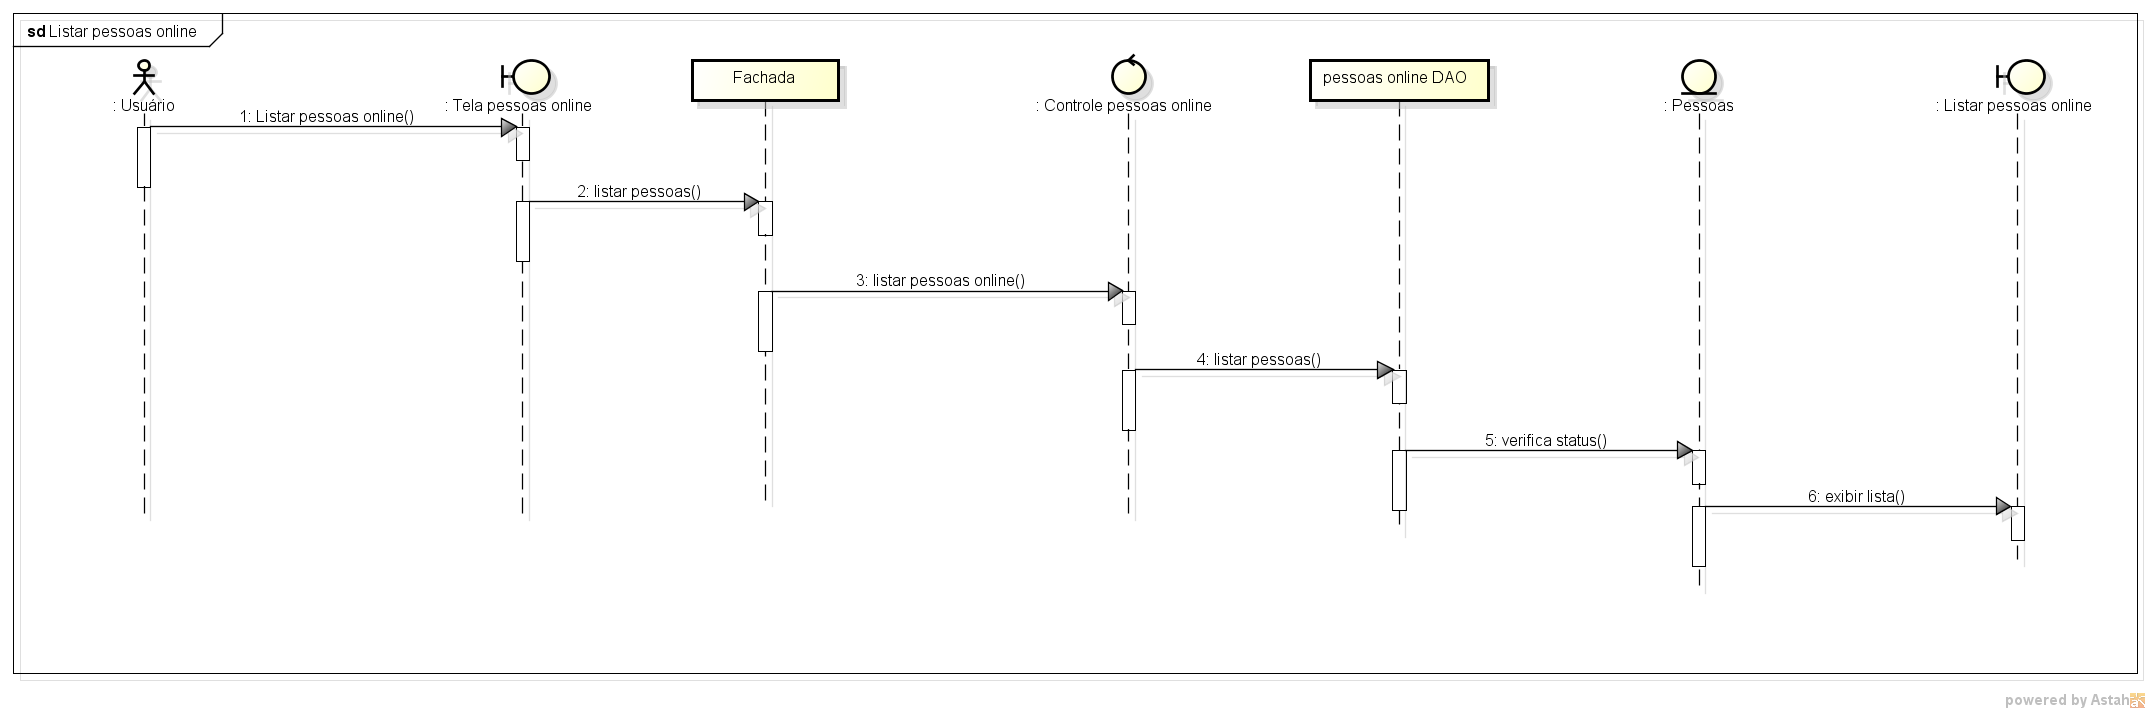 sd Listar pessoas online
: Usuário
: Tela pessoas online
Fachada
: Controle pessoas online
pessoas online DAO
: Pessoas
: Listar pessoas online
1: Listar pessoas online()
2: listar pessoas()
3: listar pessoas online()
4: listar pessoas()
5: verifica status()
6: exibir lista()
powered by Astah